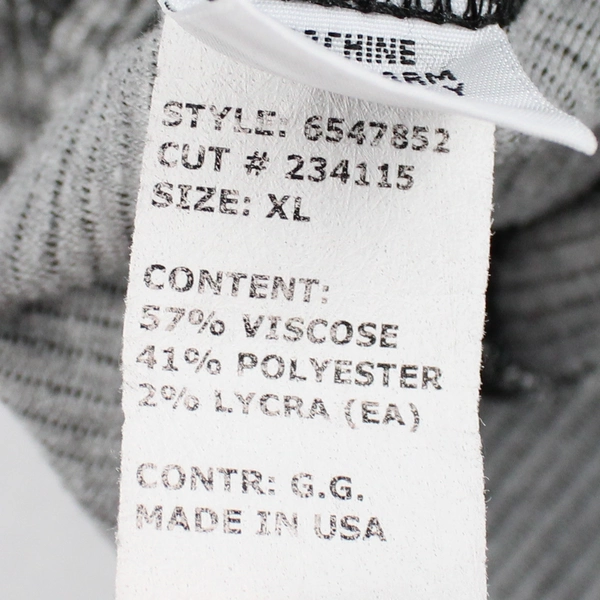 STYLE: 6547852
CUT # 234115
SIZE: XL
CONTENT:
57% VISCOSE
41% POLYESTER
2% LYCRA (EA)
CONTR: G.G.
MADE IN USA